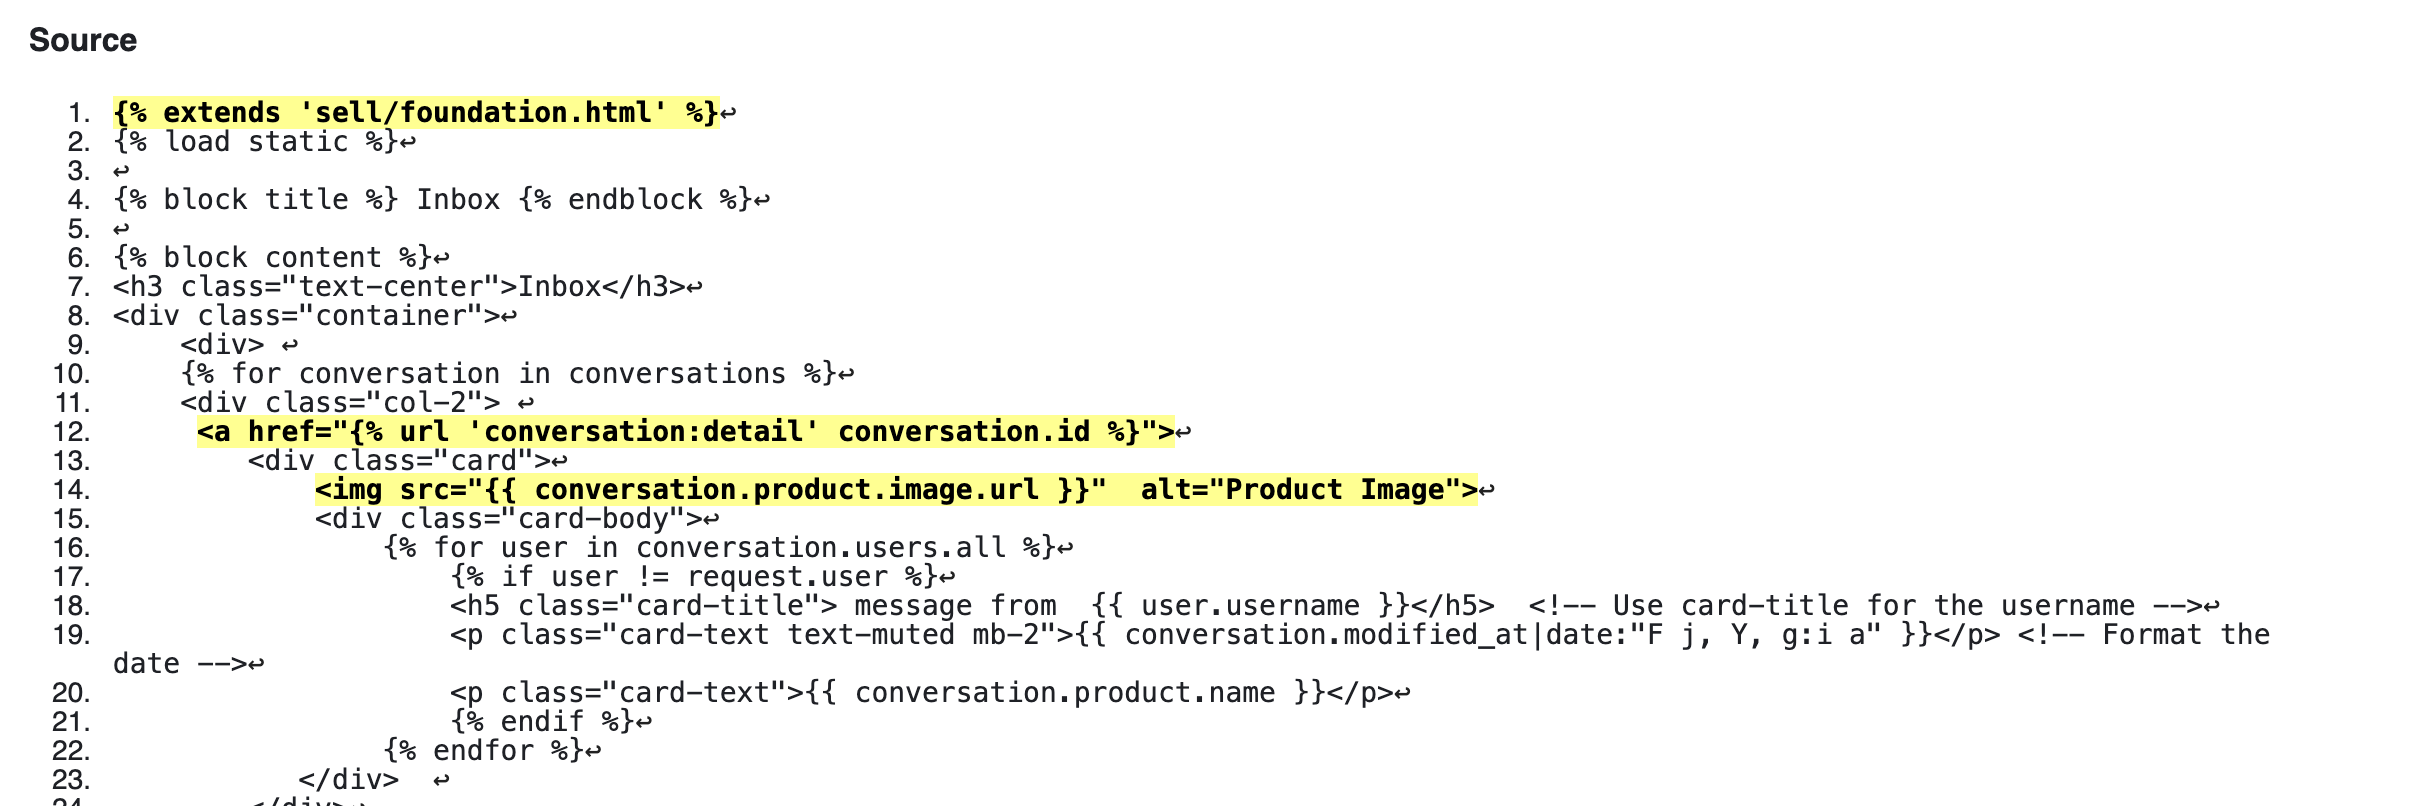 Source
1. {% extends 'sell/foundation.html' %}↩
2. {% load static %}↩
3. ↩
4. {% block title %} Inbox {% endblock %}↩
5. ↩
6. {% block content %}↩
7. <h3 class="text-center">Inbox</h3>↩
8. <div class="container">↩
9.     <div> ↩
10.     {% for conversation in conversations %}↩
11.     <div class="col-2"> ↩
12.      <a href="{% url 'conversation:detail' conversation.id %}">↩
13.         <div class="card">↩
14.             <img src="{{ conversation.product.image.url }}"  alt="Product Image">↩
15.             <div class="card-body">↩
16.                 {% for user in conversation.users.all %}↩
17.                     {% if user != request.user %}↩
18.                     <h5 class="card-title"> message from  {{ user.username }}</h5>  <!-- Use card-title for the username -->↩
19.                     <p class="card-text text-muted mb-2">{{ conversation.modified_at|date:"F j, Y, g:i a" }}</p> <!-- Format the
date -->↩
20.                     <p class="card-text">{{ conversation.product.name }}</p>↩
21.                     {% endif %}↩
22.                 {% endfor %}↩
23.            </div>  ↩
24.         </div>↩